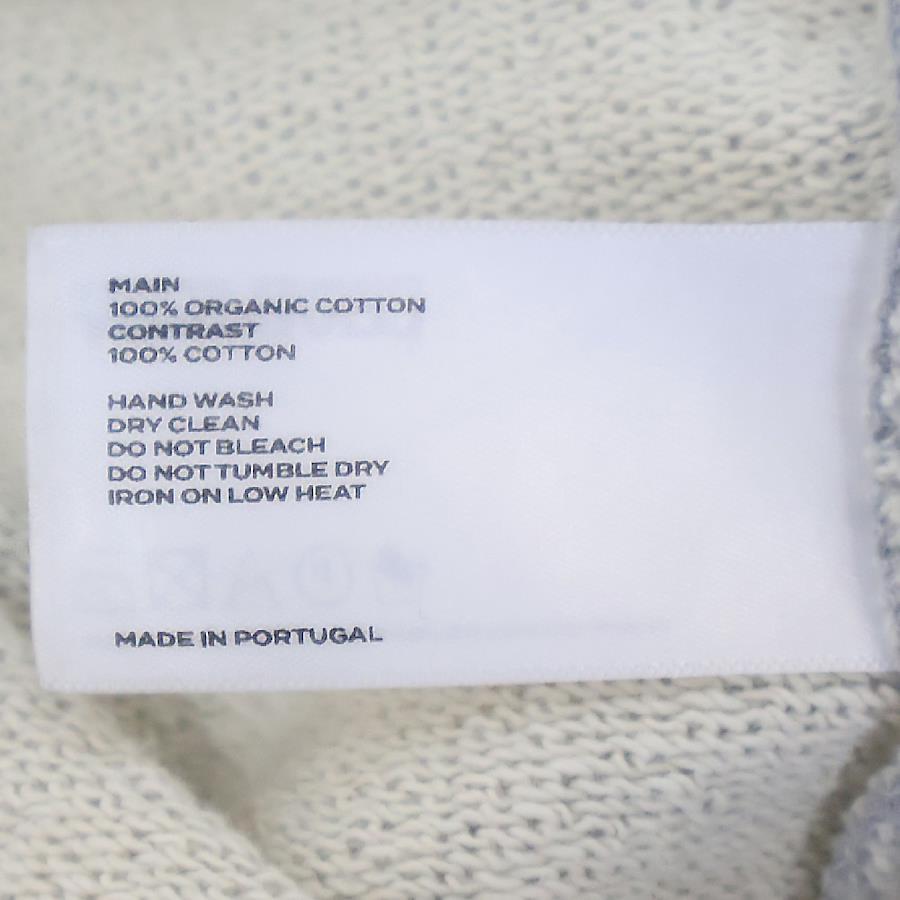 MAIN
100% ORGANIC COTTON
CONTRAST
100% COTTON
HAND WASH
DRY CLEAN
DO NOT BLEACH
DO NOT TUMBLE DRY
IRON ON LOW HEAT
MADE IN PORTUGAL